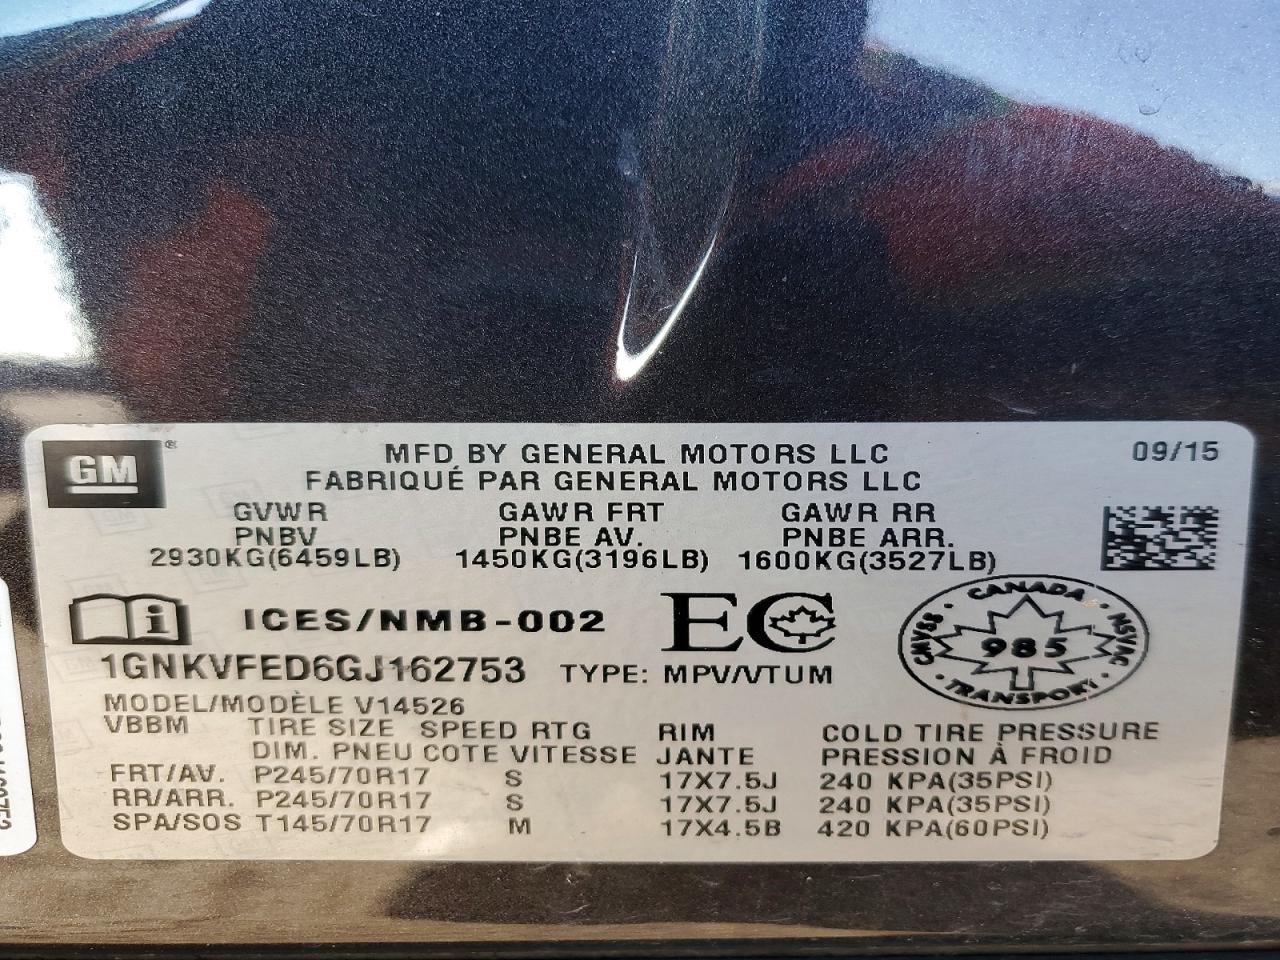 GM ®
MFD BY GENERAL MOTORS LLC 09/15
FABRIQUÉ PAR GENERAL MOTORS LLC
GVWR GAWR FRT GAWR RR
PNBV PNBE AV. PNBE ARR.
2930KG(6459LB) 1450KG(3196LB) 1600KG(3527LB)
i ICES/NMB-002 EC
CANADA
CMVSS 985 NSVAC
TRANSPORT
1GNKVFED6GJ162753 TYPE: MPV/VTUM
MODEL/MODÈLE V14526
VBBM TIRE SIZE SPEED RTG RIM COLD TIRE PRESSURE
DIM. PNEU COTE VITESSE JANTE PRESSION À FROID
FRT/AV. P245/70R17 S 17X7.5J 240 KPA(35PSI)
RR/ARR. P245/70R17 S 17X7.5J 240 KPA(35PSI)
SPA/SOS T145/70R17 M 17X4.5B 420 KPA(60PSI)